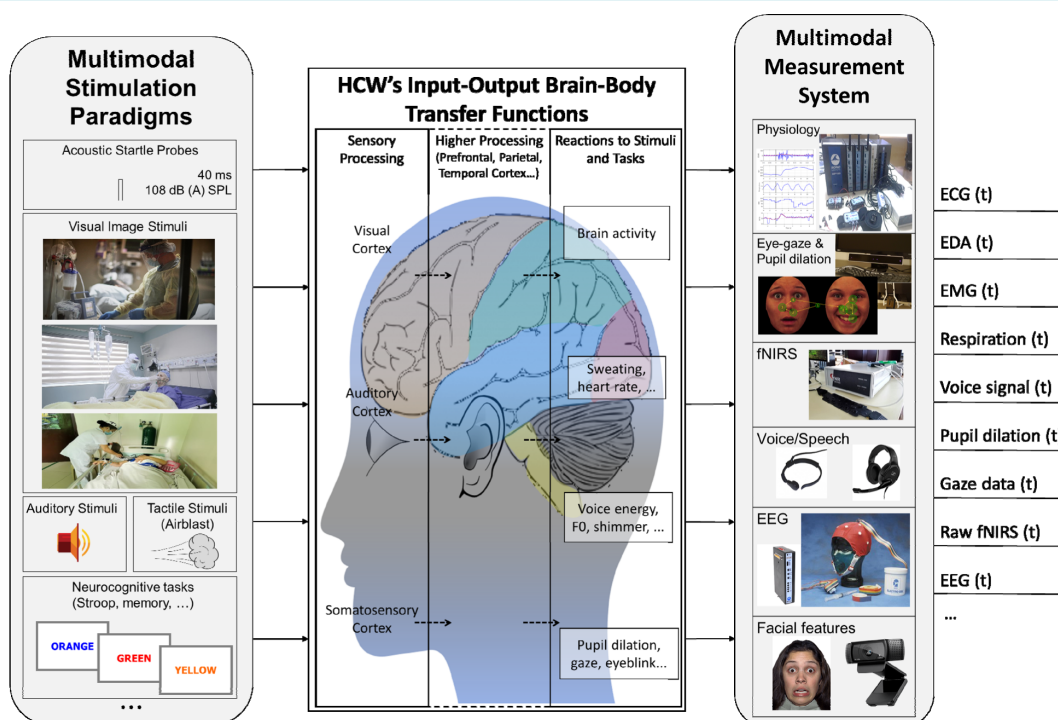 Multimodal
Stimulation
Paradigms
Acoustic Startle Probes
40 ms
108 dB (A) SPL
Visual Image Stimuli
Auditory Stimuli
Tactile Stimuli
(Airblast)
Neurocognitive tasks
(Stroop, memory, …)
ORANGE
GREEN
YELLOW
...
HCW's Input-Output Brain-Body
Transfer Functions
Sensory
Processing
Higher Processing
(Prefrontal, Parietal,
Temporal Cortex…)
Reactions to Stimuli
and Tasks
Visual
Cortex
Brain activity
Auditory
Cortex
Sweating,
heart rate, ...
Voice energy,
F0, shimmer, ...
Somatosensory
Cortex
Pupil dilation,
gaze, eyeblink...
Multimodal
Measurement
System
Physiology
Eye-gaze &
Pupil dilation
fNIRS
Voice/Speech
EEG
Facial features
ECG (t)
EDA (t)
EMG (t)
Respiration (t)
Voice signal (t)
Pupil dilation (t
Gaze data (t)
Raw fNIRS (t)
EEG (t)
...